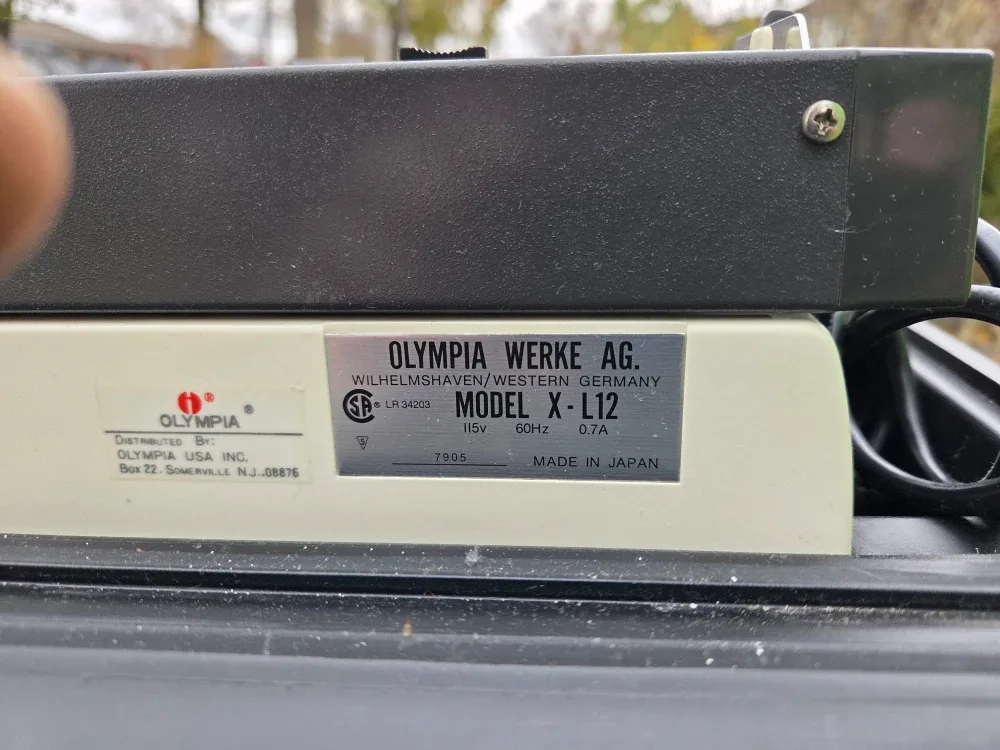 OLYMPIA ®
DISTRIBUTED BY:
OLYMPIA USA INC.
BOX 22. SOMERVILLE N.J..08876
OLYMPIA WERKE AG.
WILHELMSHAVEN/WESTERN GERMANY
SA ® LR 34203 MODEL X-L12
115v 60Hz 0.7A
S
7905 MADE IN JAPAN